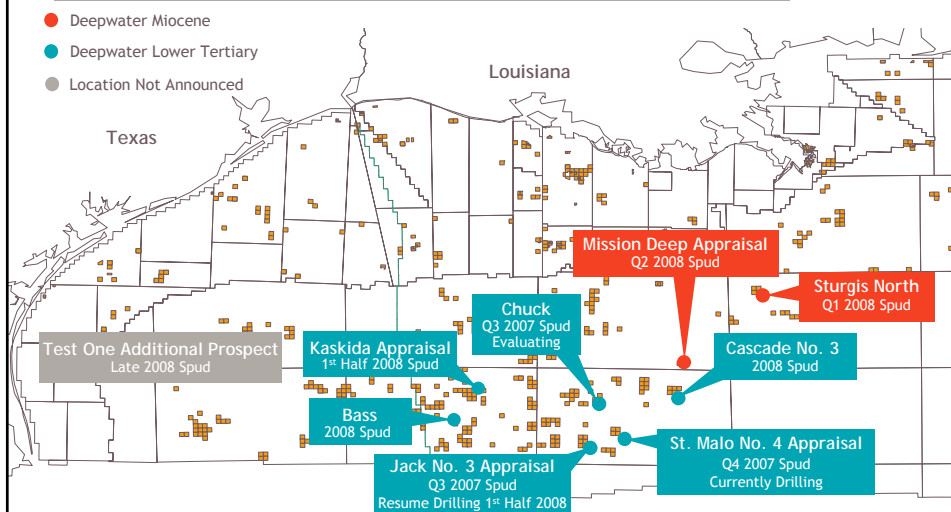 Deepwater Miocene
Deepwater Lower Tertiary
Location Not Announced
Louisiana
Texas
Mission Deep Appraisal
Q2 2008 Spud
Sturgis North
Q1 2008 Spud
Chuck
Q3 2007 Spud
Evaluating
Test One Additional Prospect
Late 2008 Spud
Kaskida Appraisal
1st Half 2008 Spud
Cascade No. 3
2008 Spud
Bass
2008 Spud
St. Malo No. 4 Appraisal
Q4 2007 Spud
Currently Drilling
Jack No. 3 Appraisal
Q3 2007 Spud
Resume Drilling 1st Half 2008